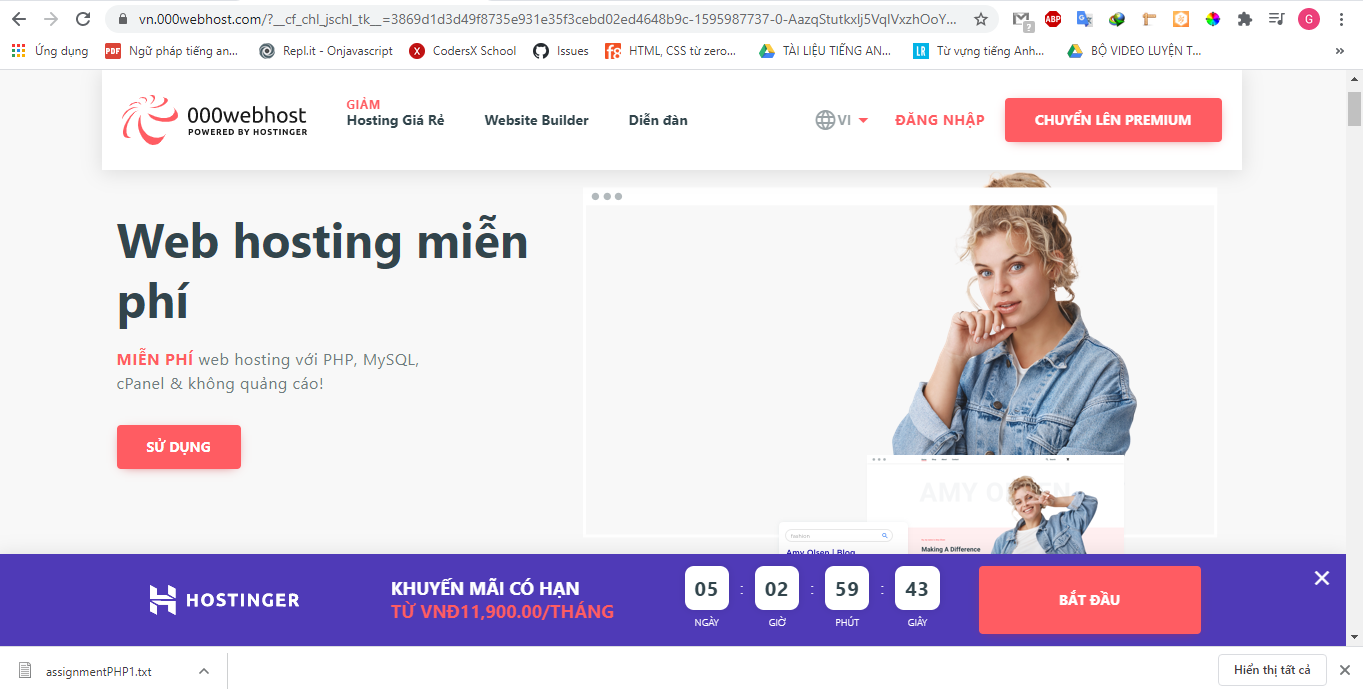 vn.000webhost.com/?__cf_chl_jschl_tk__=3869d1d3d49f8735e931e35f3cebd02ed4648b9c-1595987737-0-AazqStutkxIj5VqIVxzhOoY...
Ứng dụng
PDF
Ngữ pháp tiếng an...
Repl.it - Onjavascript
X
CodersX School
Issues
f8
HTML, CSS từ zero...
TÀI LIỆU TIẾNG AN...
LR
Từ vựng tiếng Anh...
BỘ VIDEO LUYỆN T...
»
ABP
G
000webhost
POWERED BY HOSTINGER
GIẢM
Hosting Giá Rẻ
Website Builder
Diễn đàn
VI
ĐĂNG NHẬP
CHUYỂN LÊN PREMIUM
Web hosting miễn
phí
MIỄN PHÍ web hosting với PHP, MySQL,
cPanel & không quảng cáo!
SỬ DỤNG
AMY OLSEN
Making A Difference
Amy Olsen | Blog
HOSTINGER
KHUYẾN MÃI CÓ HẠN
TỪ VNĐ11,900.00/THÁNG
05 : 02 : 59 : 43
NGÀY GIỜ PHÚT GIÂY
BẮT ĐẦU
assignmentPHP1.txt
Hiển thị tất cả